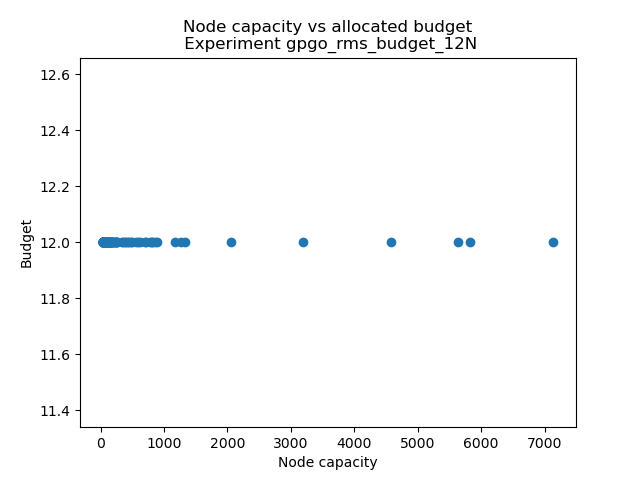 Node capacity vs allocated budget
Experiment gpgo_rms_budget_12N
12.6
12.4
12.2
12.0
11.8
11.6
11.4
Budget
0 1000 2000 3000 4000 5000 6000 7000
Node capacity